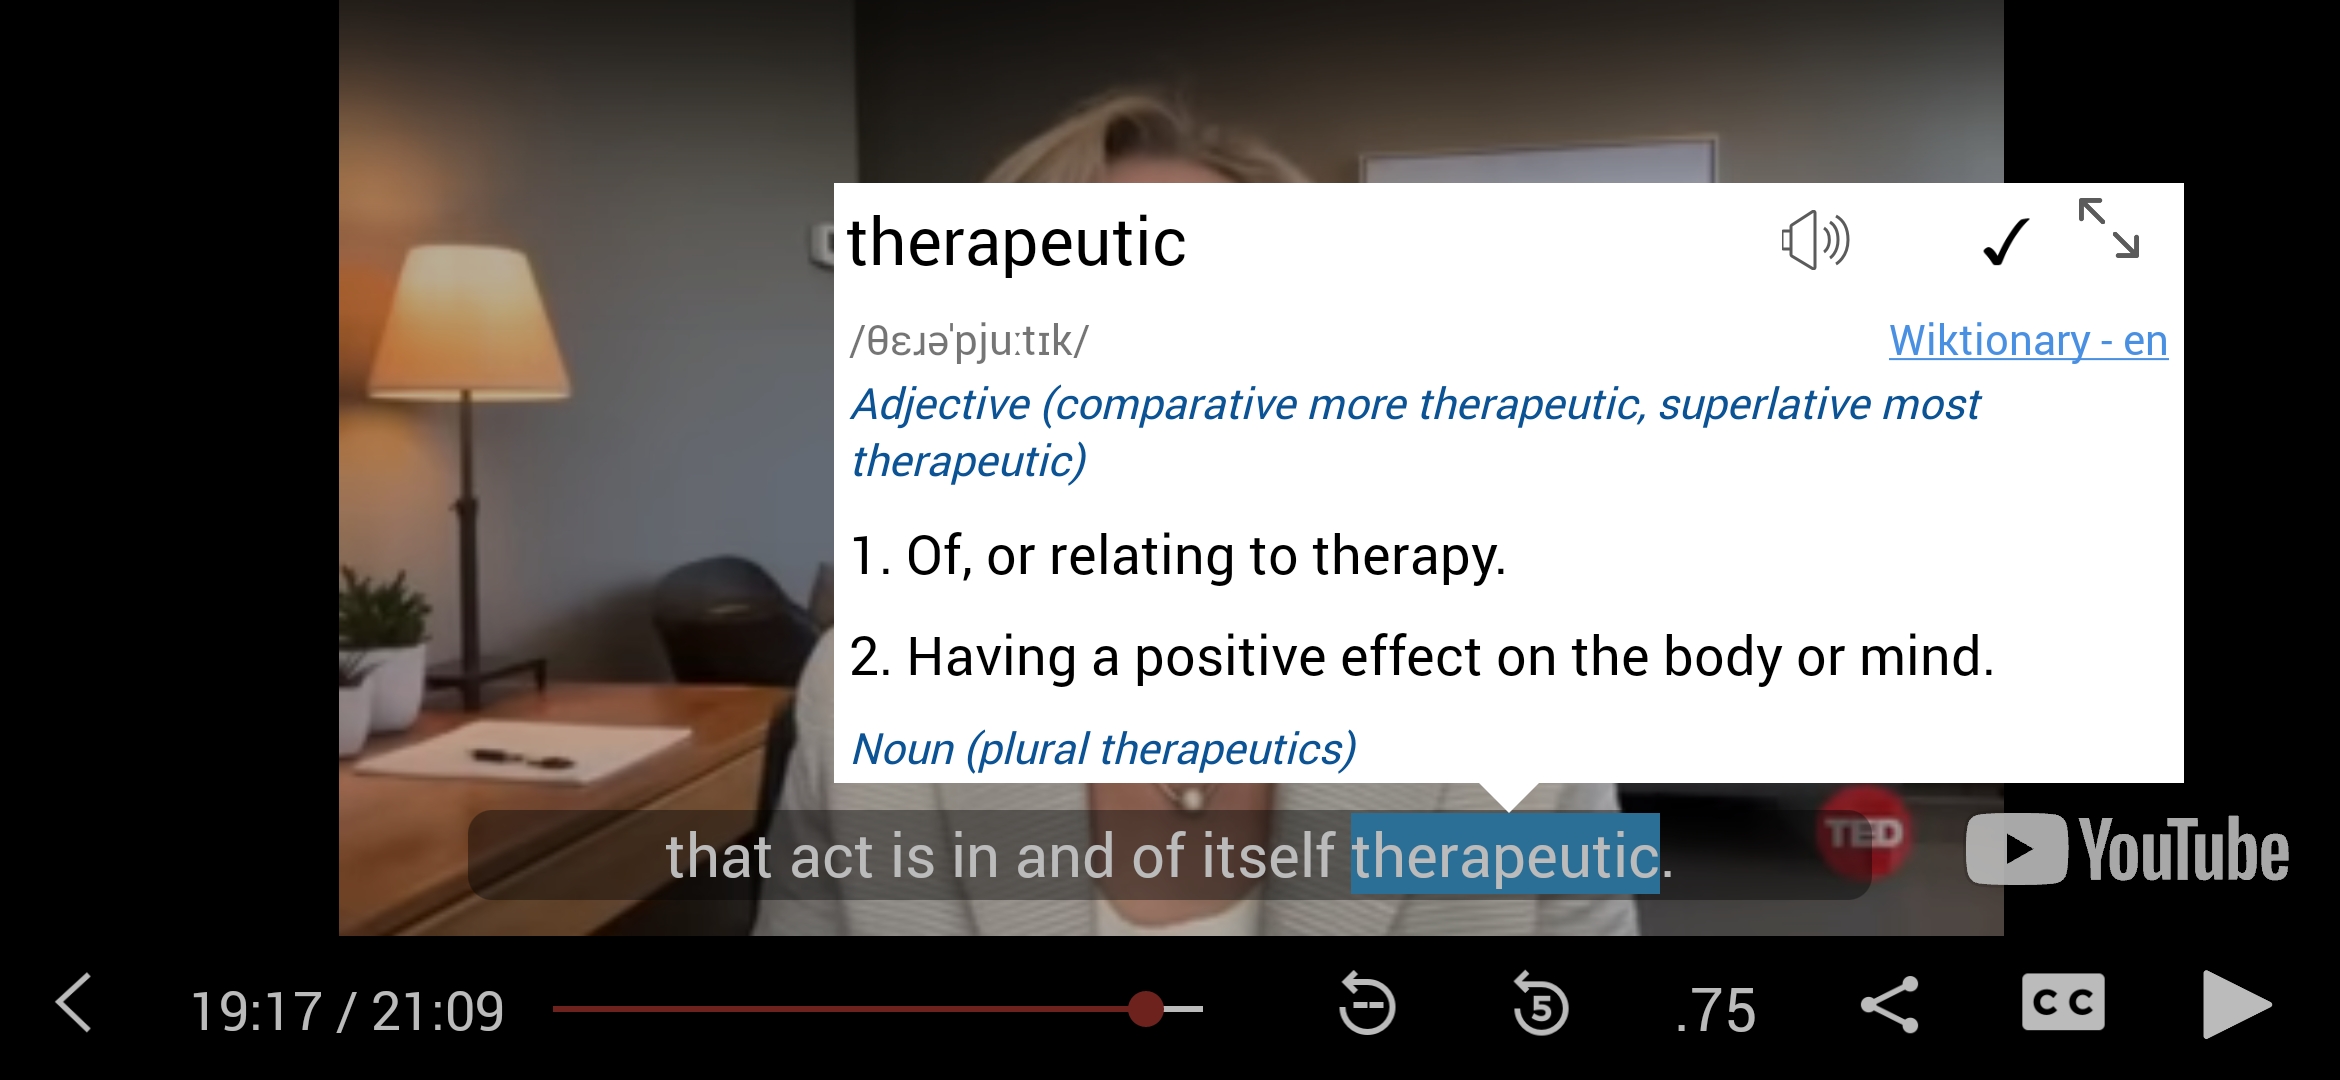 therapeutic
/θɛɹəˈpjuːtɪk/
Wiktionary - en
Adjective (comparative more therapeutic, superlative most
therapeutic)
1. Of, or relating to therapy.
2. Having a positive effect on the body or mind.
Noun (plural therapeutics)
that act is in and of itself therapeutic.
TED
YouTube
19:17 / 21:09
5
.75
CC